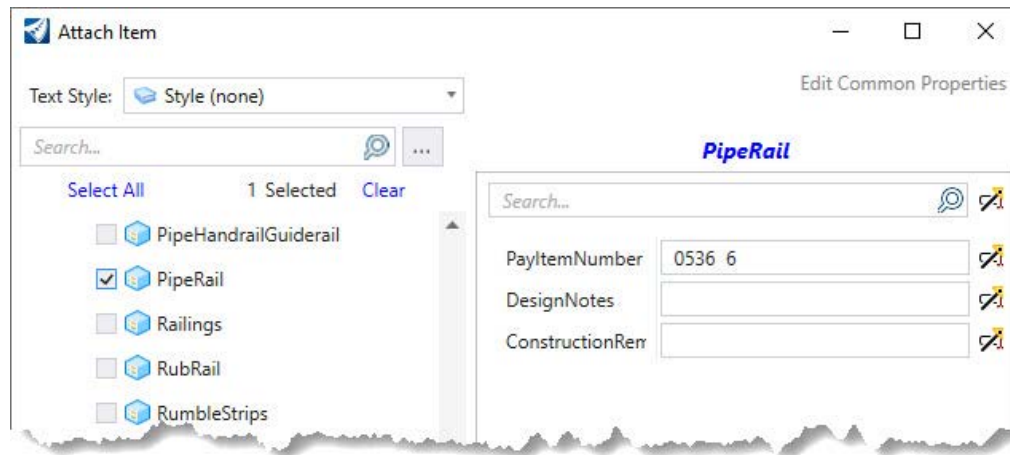 Attach Item
Text Style: Style (none)
Edit Common Properties
Search... ...
Select All 1 Selected Clear
PipeHandrailGuiderail
PipeRail
Railings
RubRail
RumbleStrips
PipeRail
Search...
PayItemNumber 0536 6
DesignNotes
ConstructionRem